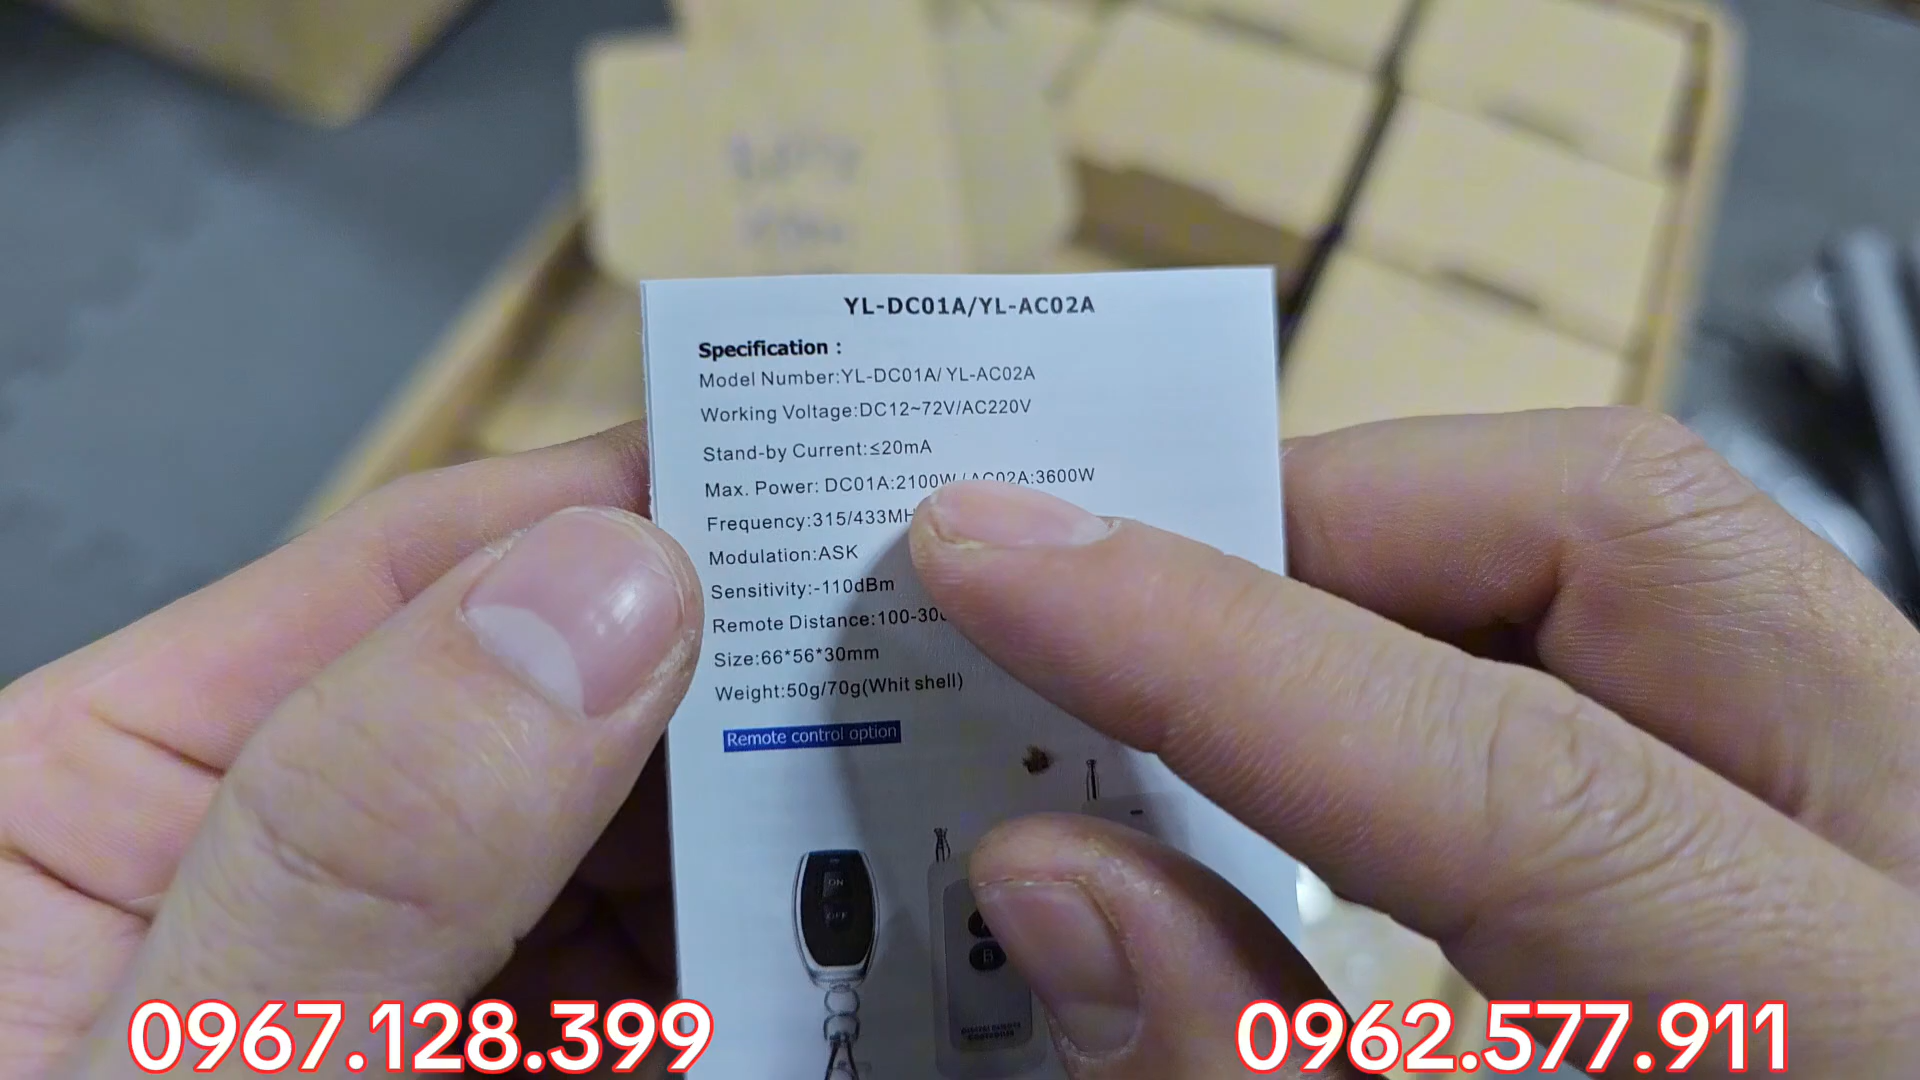 YL-DC01A/YL-AC02A
Specification :
Model Number:YL-DC01A/ YL-AC02A
Working Voltage:DC12~72V/AC220V
Stand-by Current:≤20mA
Max. Power: DC01A:2100W / AC02A:3600W
Frequency:315/433MH
Modulation:ASK
Sensitivity:-110dBm
Remote Distance:100-300
Size:66*56*30mm
Weight:50g/70g(Whit shell)
Remote control option
ON
OFF
B
0967.128.399
0962.577.911